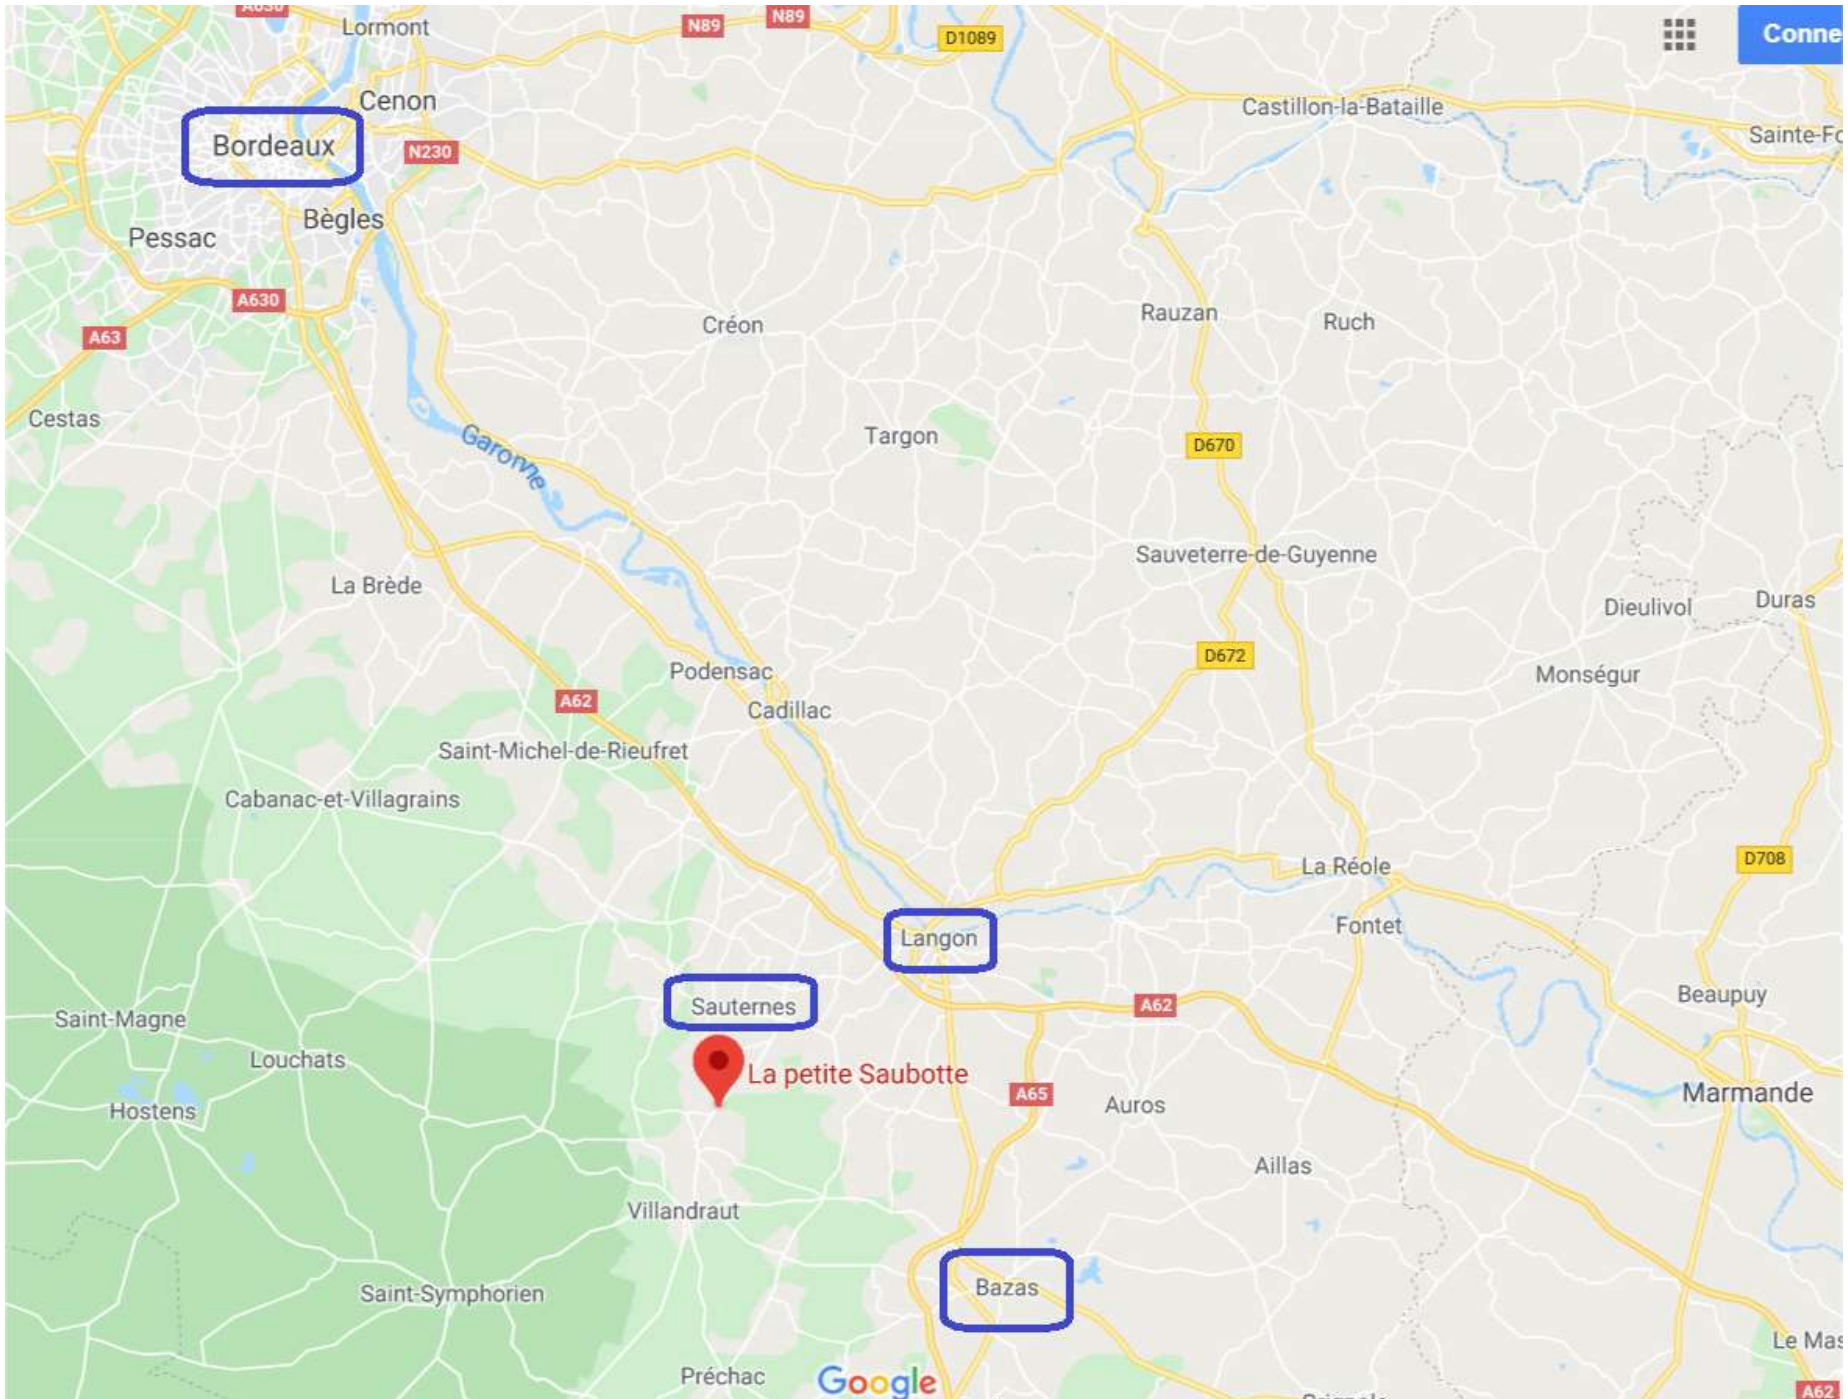 A630
Lormont
N89
N89
D1089
Conne
Cenon
Castillon-la-Bataille
Bordeaux
N230
Sainte-Fo
Bègles
Pessac
A630
Créon
Rauzan
Ruch
A63
Cestas
Garonne
Targon
D670
Sauveterre-de-Guyenne
La Brède
Dieulivol
Duras
D672
Podensac
Monségur
A62
Cadillac
Saint-Michel-de-Rieufret
Cabanac-et-Villagrains
La Réole
D708
Langon
Fontet
Sauternes
A62
Beaupuy
Saint-Magne
Louchats
La petite Saubotte
A65
Auros
Marmande
Hostens
Aillas
Villandraut
Bazas
Saint-Symphorien
Le Mas
Préchac
Google
A62